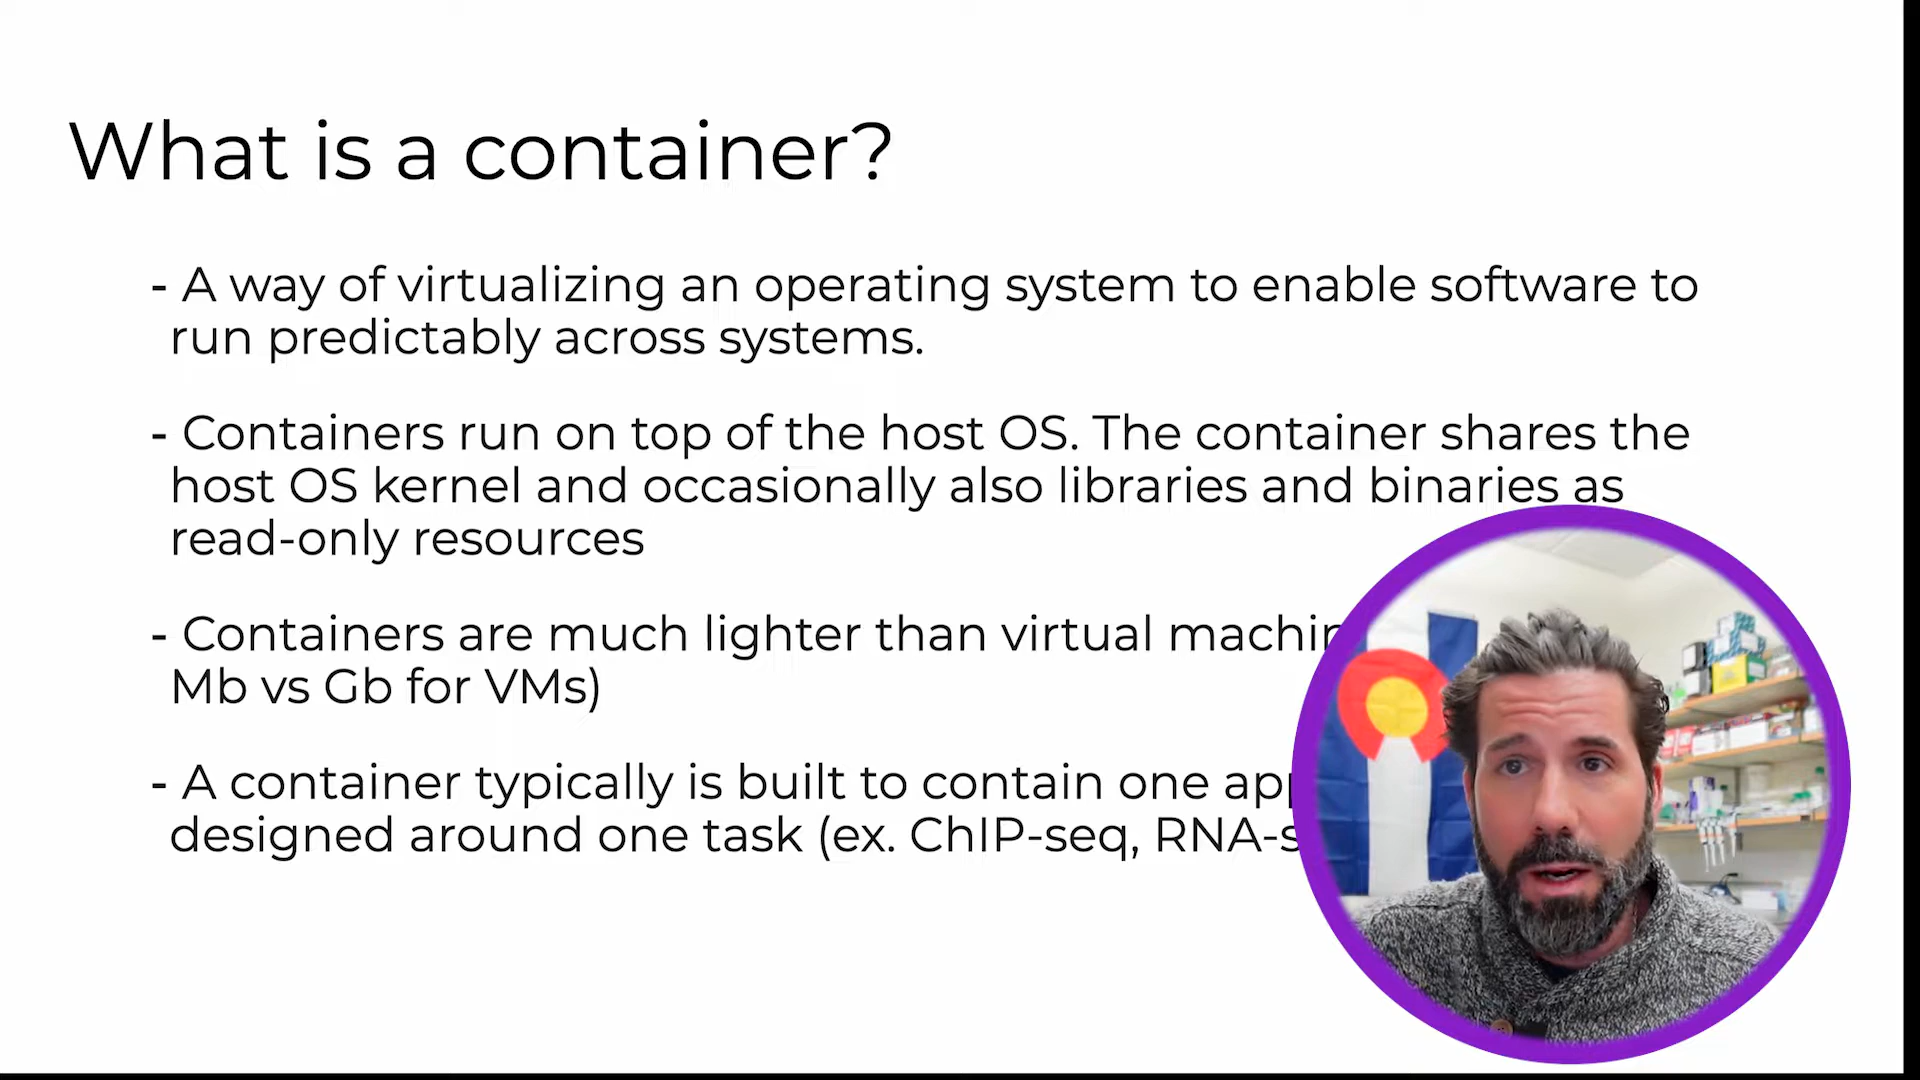 What is a container?
- A way of virtualizing an operating system to enable software to
run predictably across systems.
- Containers run on top of the host OS. The container shares the
host OS kernel and occasionally also libraries and binaries as
read-only resources
- Containers are much lighter than virtual
Mb vs Gb for VMs)
- A container typically is built to contain one
designed around one task (ex. ChIP-seq,